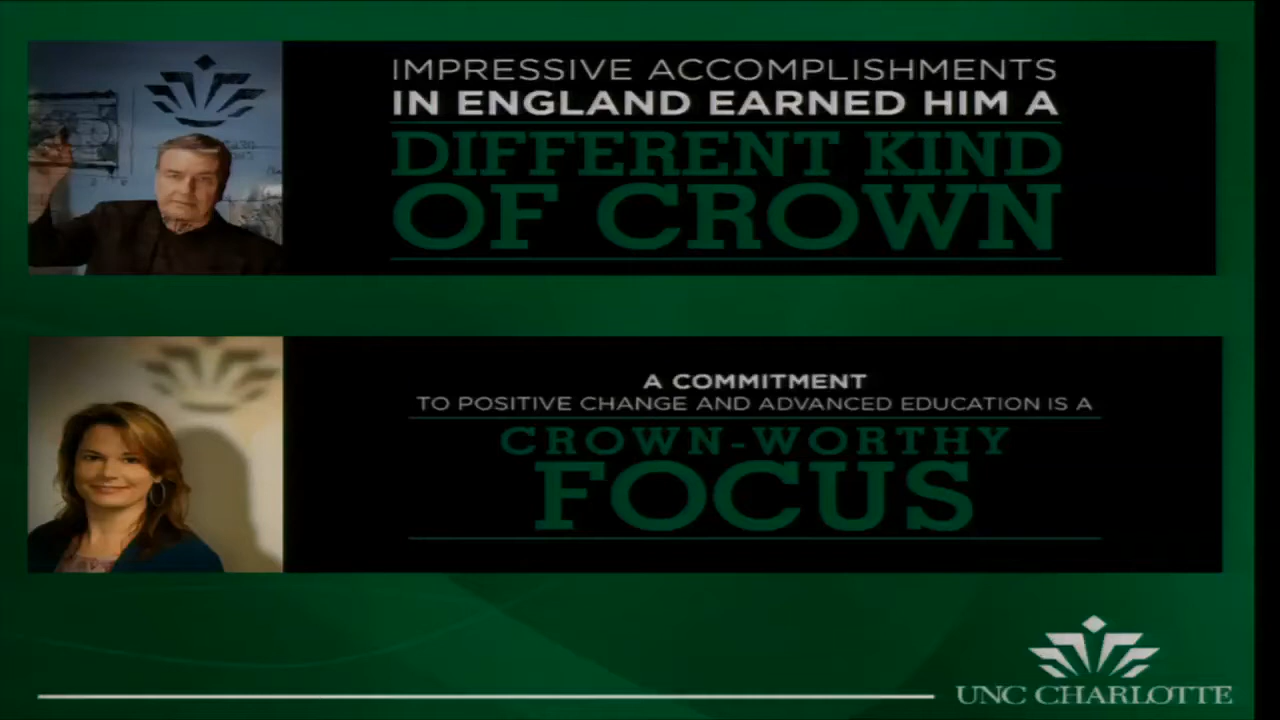 IMPRESSIVE ACCOMPLISHMENTS
IN ENGLAND EARNED HIM A
DIFFERENT KIND
OF CROWN
A COMMITMENT
TO POSITIVE CHANGE AND ADVANCED EDUCATION IS A
CROWN-WORTHY
FOCUS
UNC CHARLOTTE